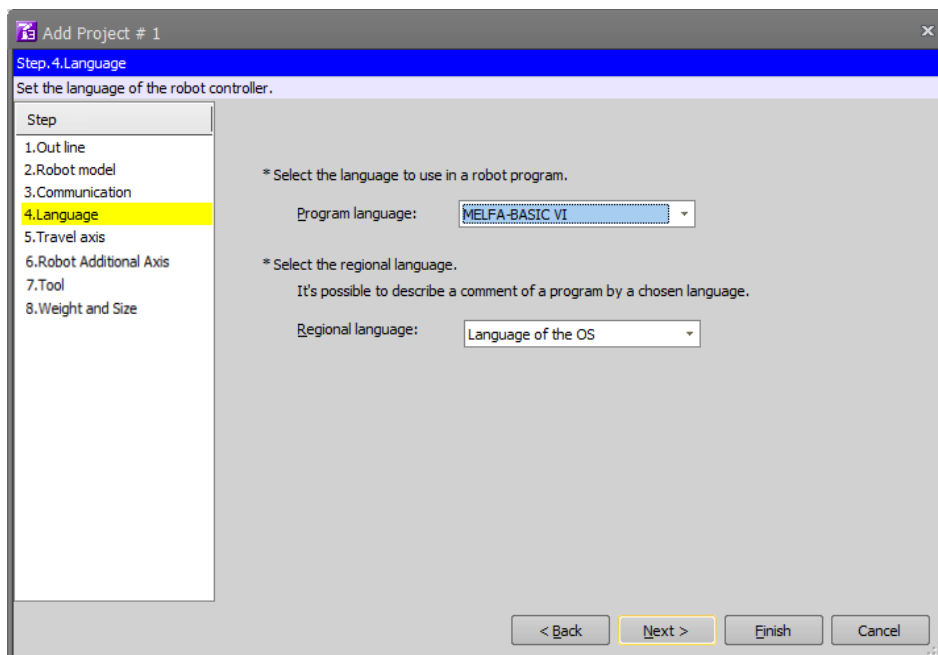 Add Project # 1
Step.4.Language
Set the language of the robot controller.
Step
1.Out line
2.Robot model
3.Communication
4.Language
5.Travel axis
6.Robot Additional Axis
7.Tool
8.Weight and Size
* Select the language to use in a robot program.
Program language: MELFA-BASIC VI
* Select the regional language.
It's possible to describe a comment of a program by a chosen language.
Regional language: Language of the OS
< Back Next > Finish Cancel